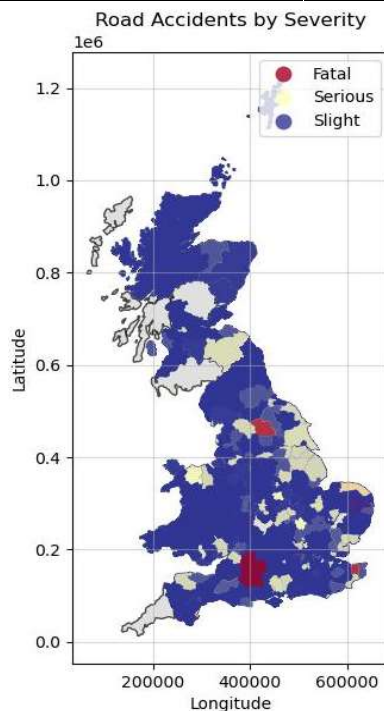 Road Accidents by Severity
1e6
Fatal
Serious
Slight
1.2
1.0
0.8
0.6
0.4
0.2
0.0
Latitude
200000 400000 600000
Longitude